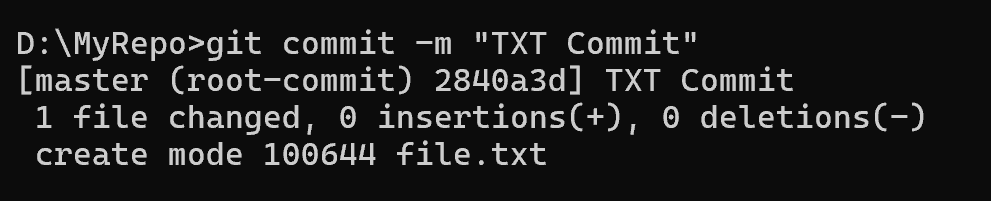 D:\MyRepo>git commit -m "TXT Commit"
[master (root-commit) 2840a3d] TXT Commit
 1 file changed, 0 insertions(+), 0 deletions(-)
 create mode 100644 file.txt